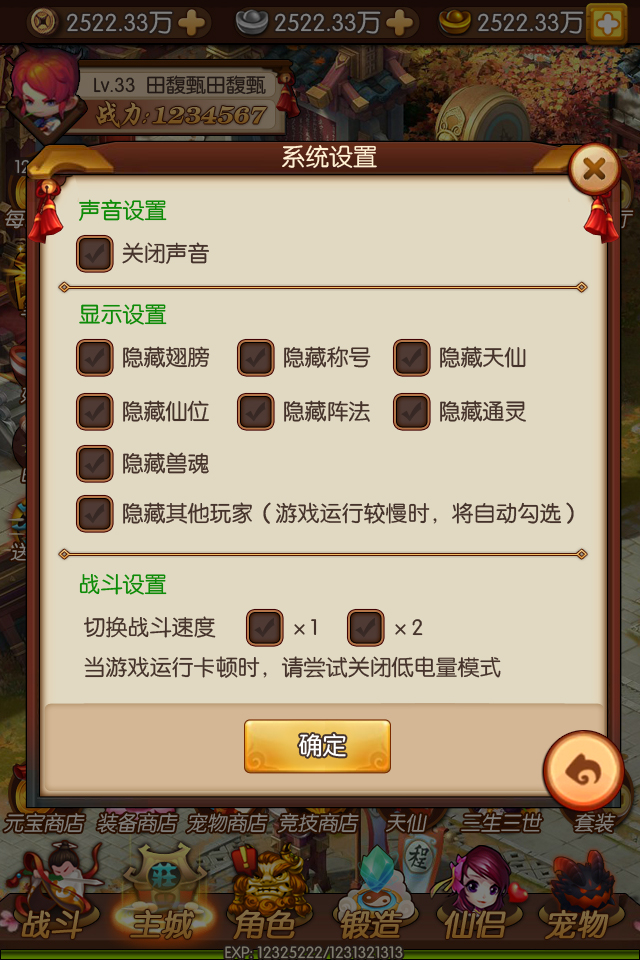 2522.33万 2522.33万 2522.33万
Lv.33 田馥甄田馥甄
战力:1234567
系统设置
声音设置
关闭声音
显示设置
隐藏翅膀 隐藏称号 隐藏天仙
隐藏仙位 隐藏阵法 隐藏通灵
隐藏兽魂
隐藏其他玩家（游戏运行较慢时，将自动勾选）
战斗设置
切换战斗速度 ×1 ×2
当游戏运行卡顿时，请尝试关闭低电量模式
确定
元宝商店 装备商店 宠物商店 竞技商店 天仙 三生三世 套装
战斗 主城 角色 锻造 仙侣 宠物
EXP: 12325222/1231321313